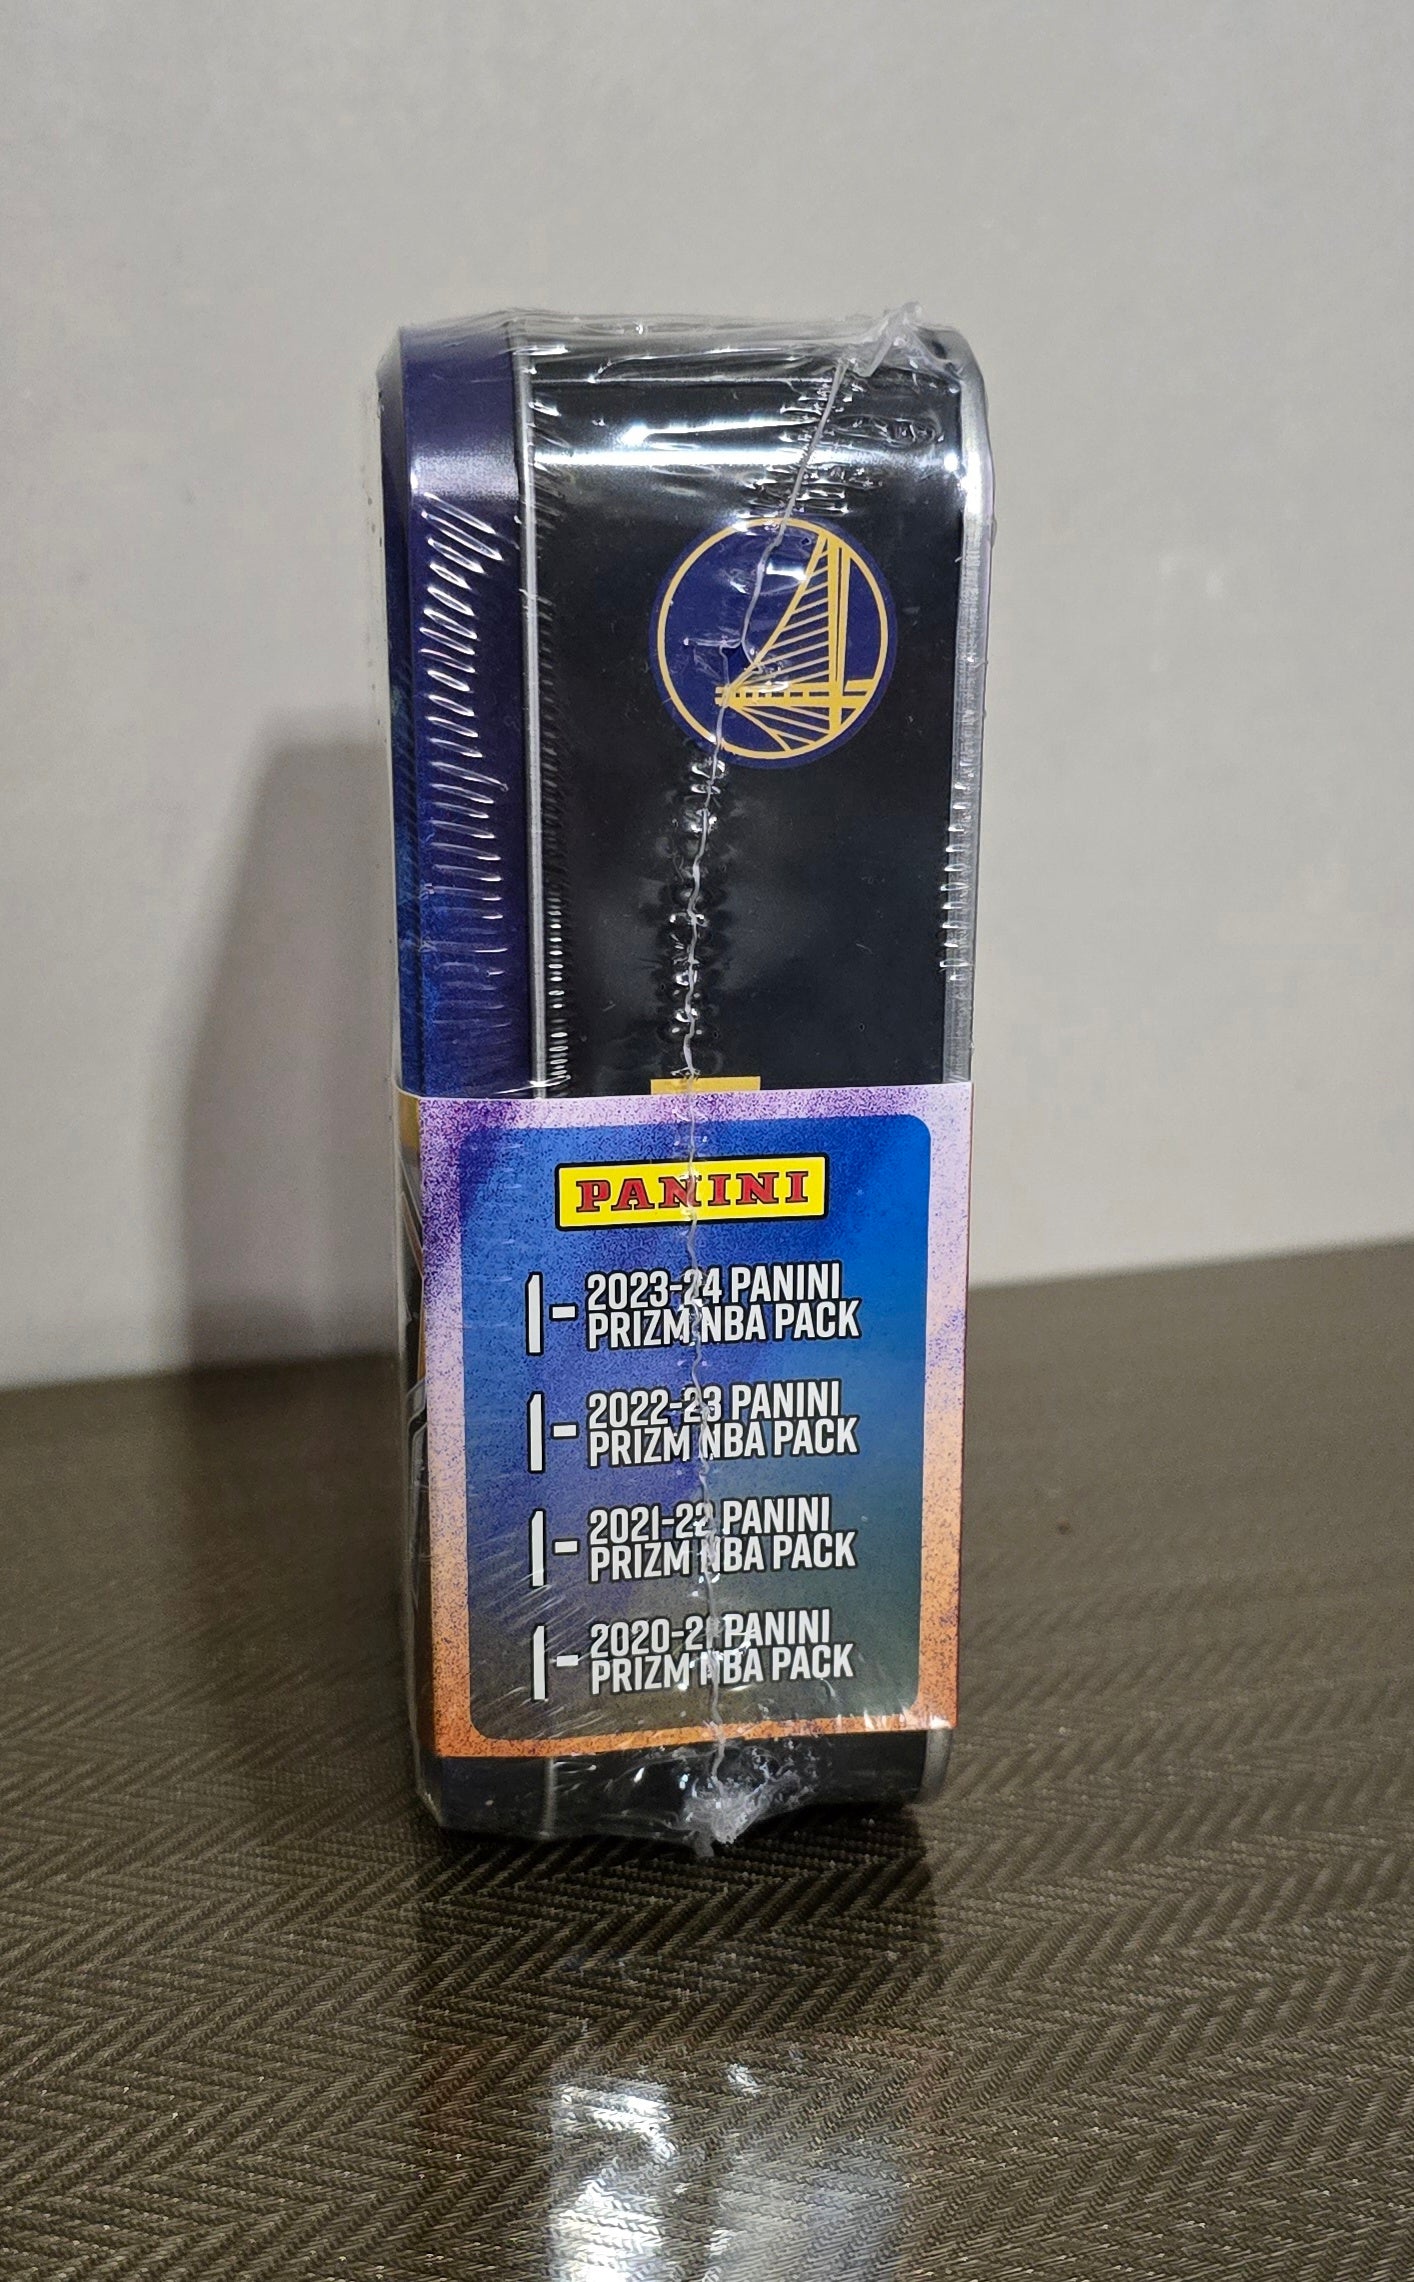 PANINI
1- 2023-24 PANINI
PRIZM NBA PACK
1- 2022-23 PANINI
PRIZM NBA PACK
1- 2021-22 PANINI
PRIZM NBA PACK
1- 2020-21 PANINI
PRIZM NBA PACK